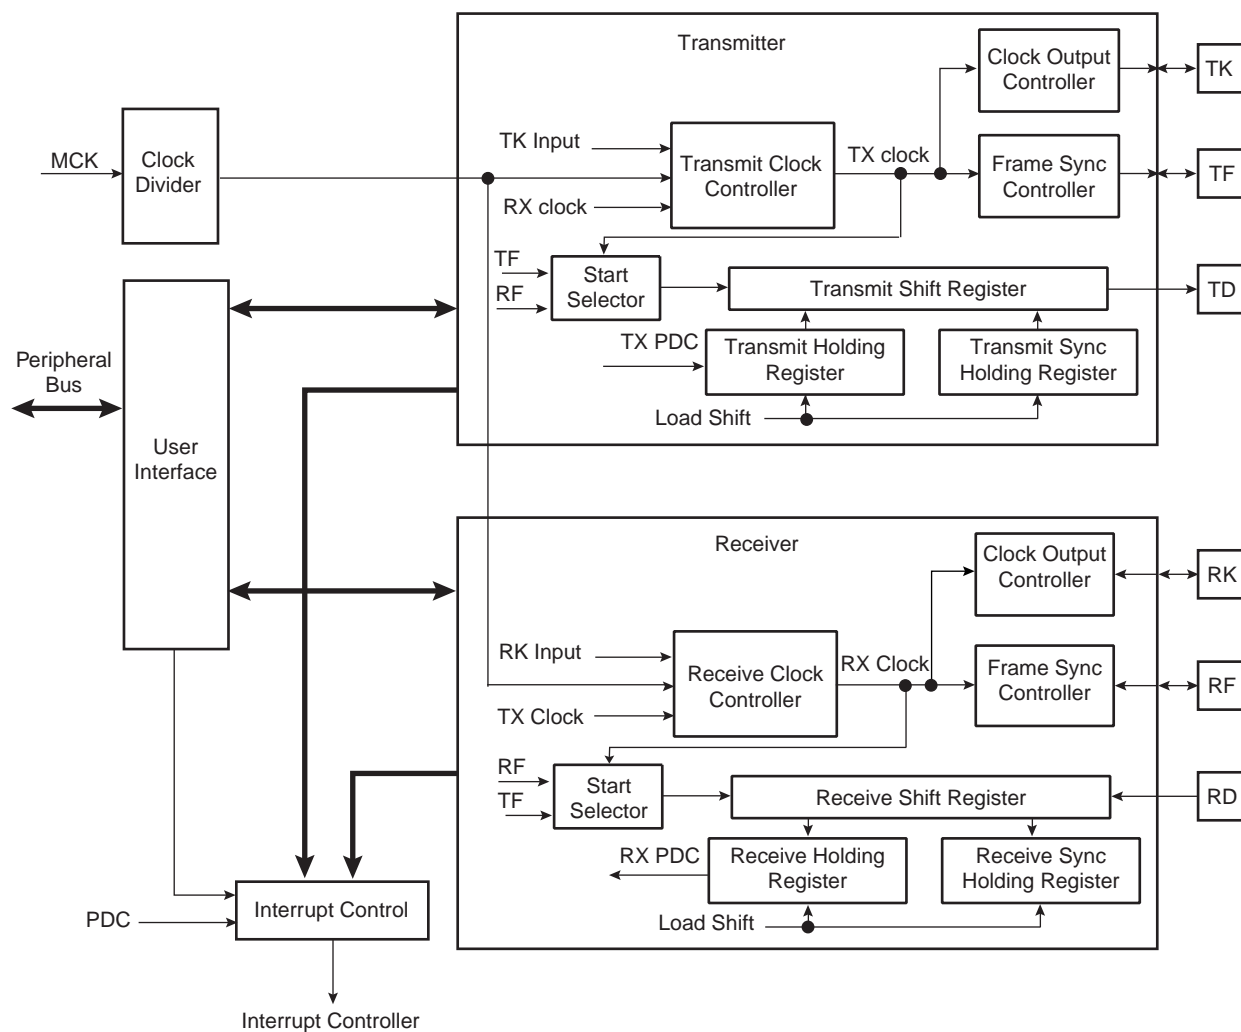 Transmitter
Clock Output
Controller
TK
MCK
Clock
Divider
TK Input
Transmit Clock
Controller
TX clock
Frame Sync
Controller
TF
RX clock
TF
RF
Start
Selector
Transmit Shift Register
TD
TX PDC
Transmit Holding
Register
Transmit Sync
Holding Register
Load Shift
Peripheral
Bus
User
Interface
Receiver
Clock Output
Controller
RK
RK Input
Receive Clock
Controller
RX Clock
Frame Sync
Controller
RF
TX Clock
RF
TF
Start
Selector
Receive Shift Register
RD
RX PDC
Receive Holding
Register
Receive Sync
Holding Register
Load Shift
PDC
Interrupt Control
Interrupt Controller